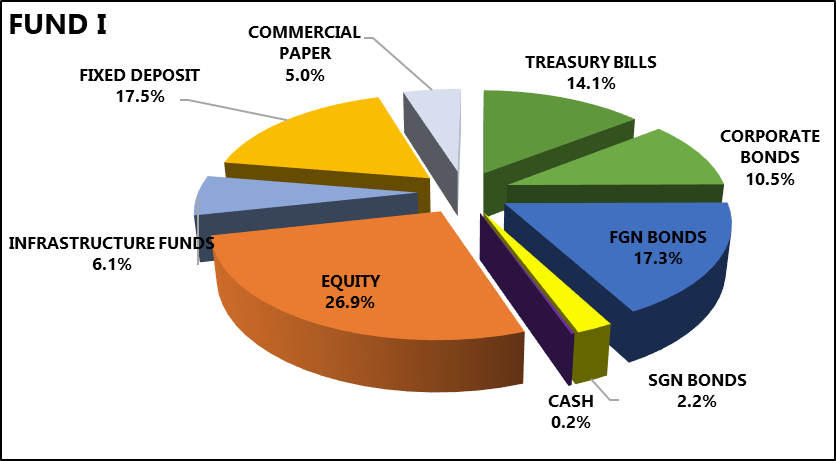 FUND I
COMMERCIAL
PAPER
5.0%
TREASURY BILLS
14.1%
FIXED DEPOSIT
17.5%
CORPORATE
BONDS
10.5%
FGN BONDS
17.3%
INFRASTRUCTURE FUNDS
6.1%
EQUITY
26.9%
SGN BONDS
2.2%
CASH
0.2%